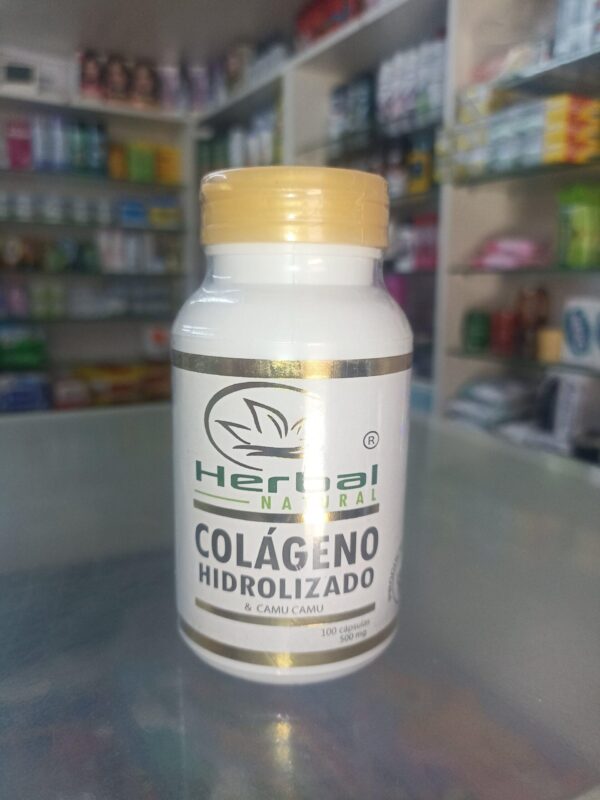 ®
Herbal
NATURAL
COLÁGENO
HIDROLIZADO
& CAMU CAMU
100 cápsulas
500 mg